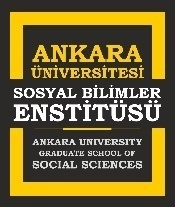 ANKARA
ÜNİVERSİTESİ
SOSYAL BİLİMLER
ENSTİTÜSÜ
ANKARA UNIVERSITY
GRADUATE SCHOOL OF
SOCIAL SCIENCES